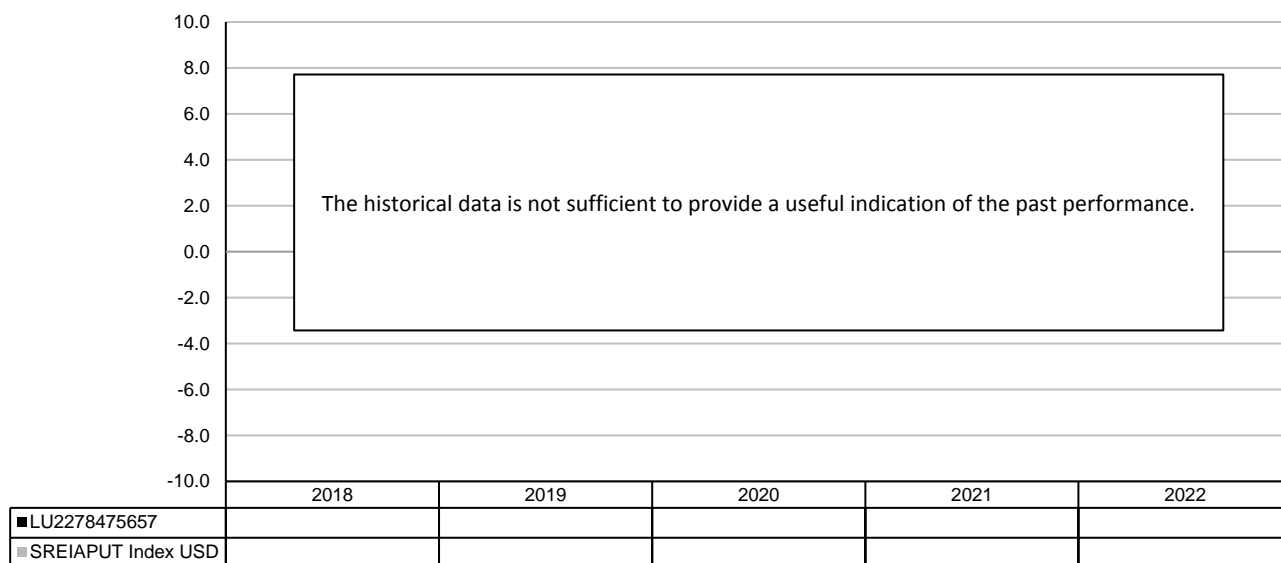 10.0
8.0
6.0
4.0
2.0
0.0
-2.0
-4.0
-6.0
-8.0
-10.0
The historical data is not sufficient to provide a useful indication of the past performance.
2018 2019 2020 2021 2022
LU2278475657
SREIAPUT Index USD